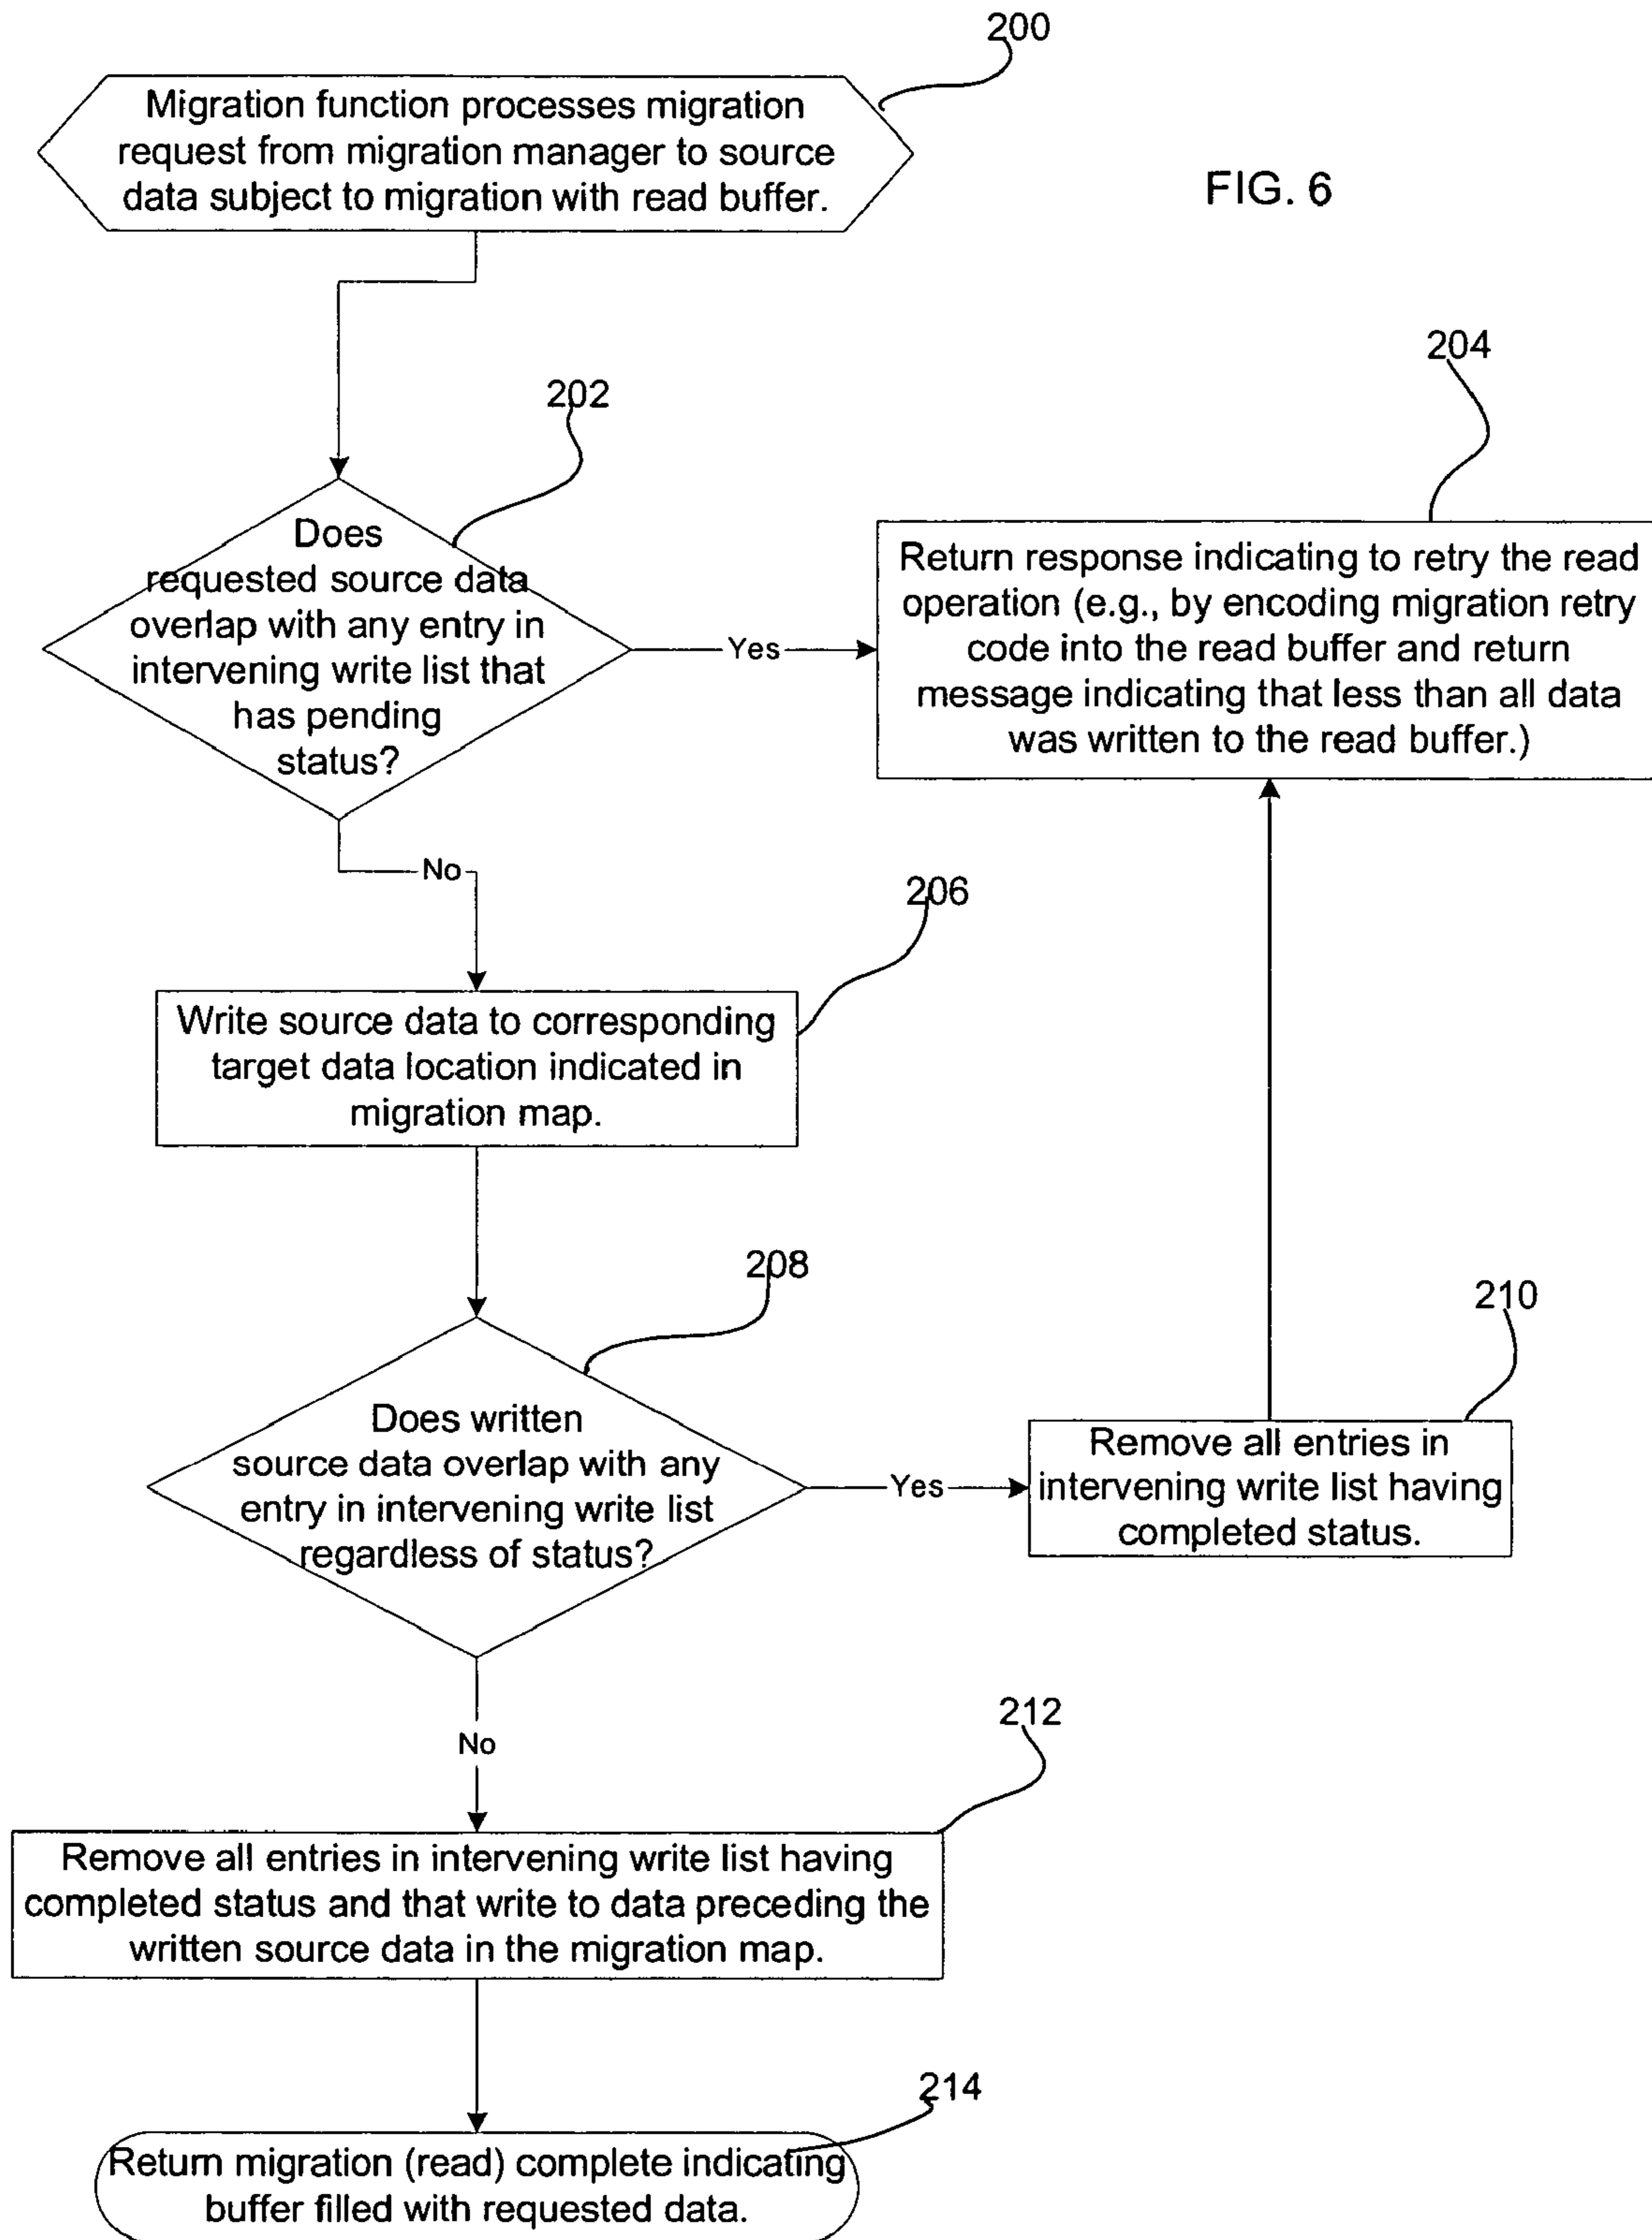 200
Migration function processes migration
request from migration manager to source
data subject to migration with read buffer.
FIG. 6
204
202
Does
requested source data
overlap with any entry in
intervening write list that
has pending
status?
Yes
Return response indicating to retry the read
operation (e.g., by encoding migration retry
code into the read buffer and return
message indicating that less than all data
was written to the read buffer.)
No
206
Write source data to corresponding
target data location indicated in
migration map.
208
210
Does written
source data overlap with any
entry in intervening write list
regardless of status?
Yes
Remove all entries in
intervening write list having
completed status.
No
212
Remove all entries in intervening write list having
completed status and that write to data preceding the
written source data in the migration map.
214
Return migration (read) complete indicating
buffer filled with requested data.